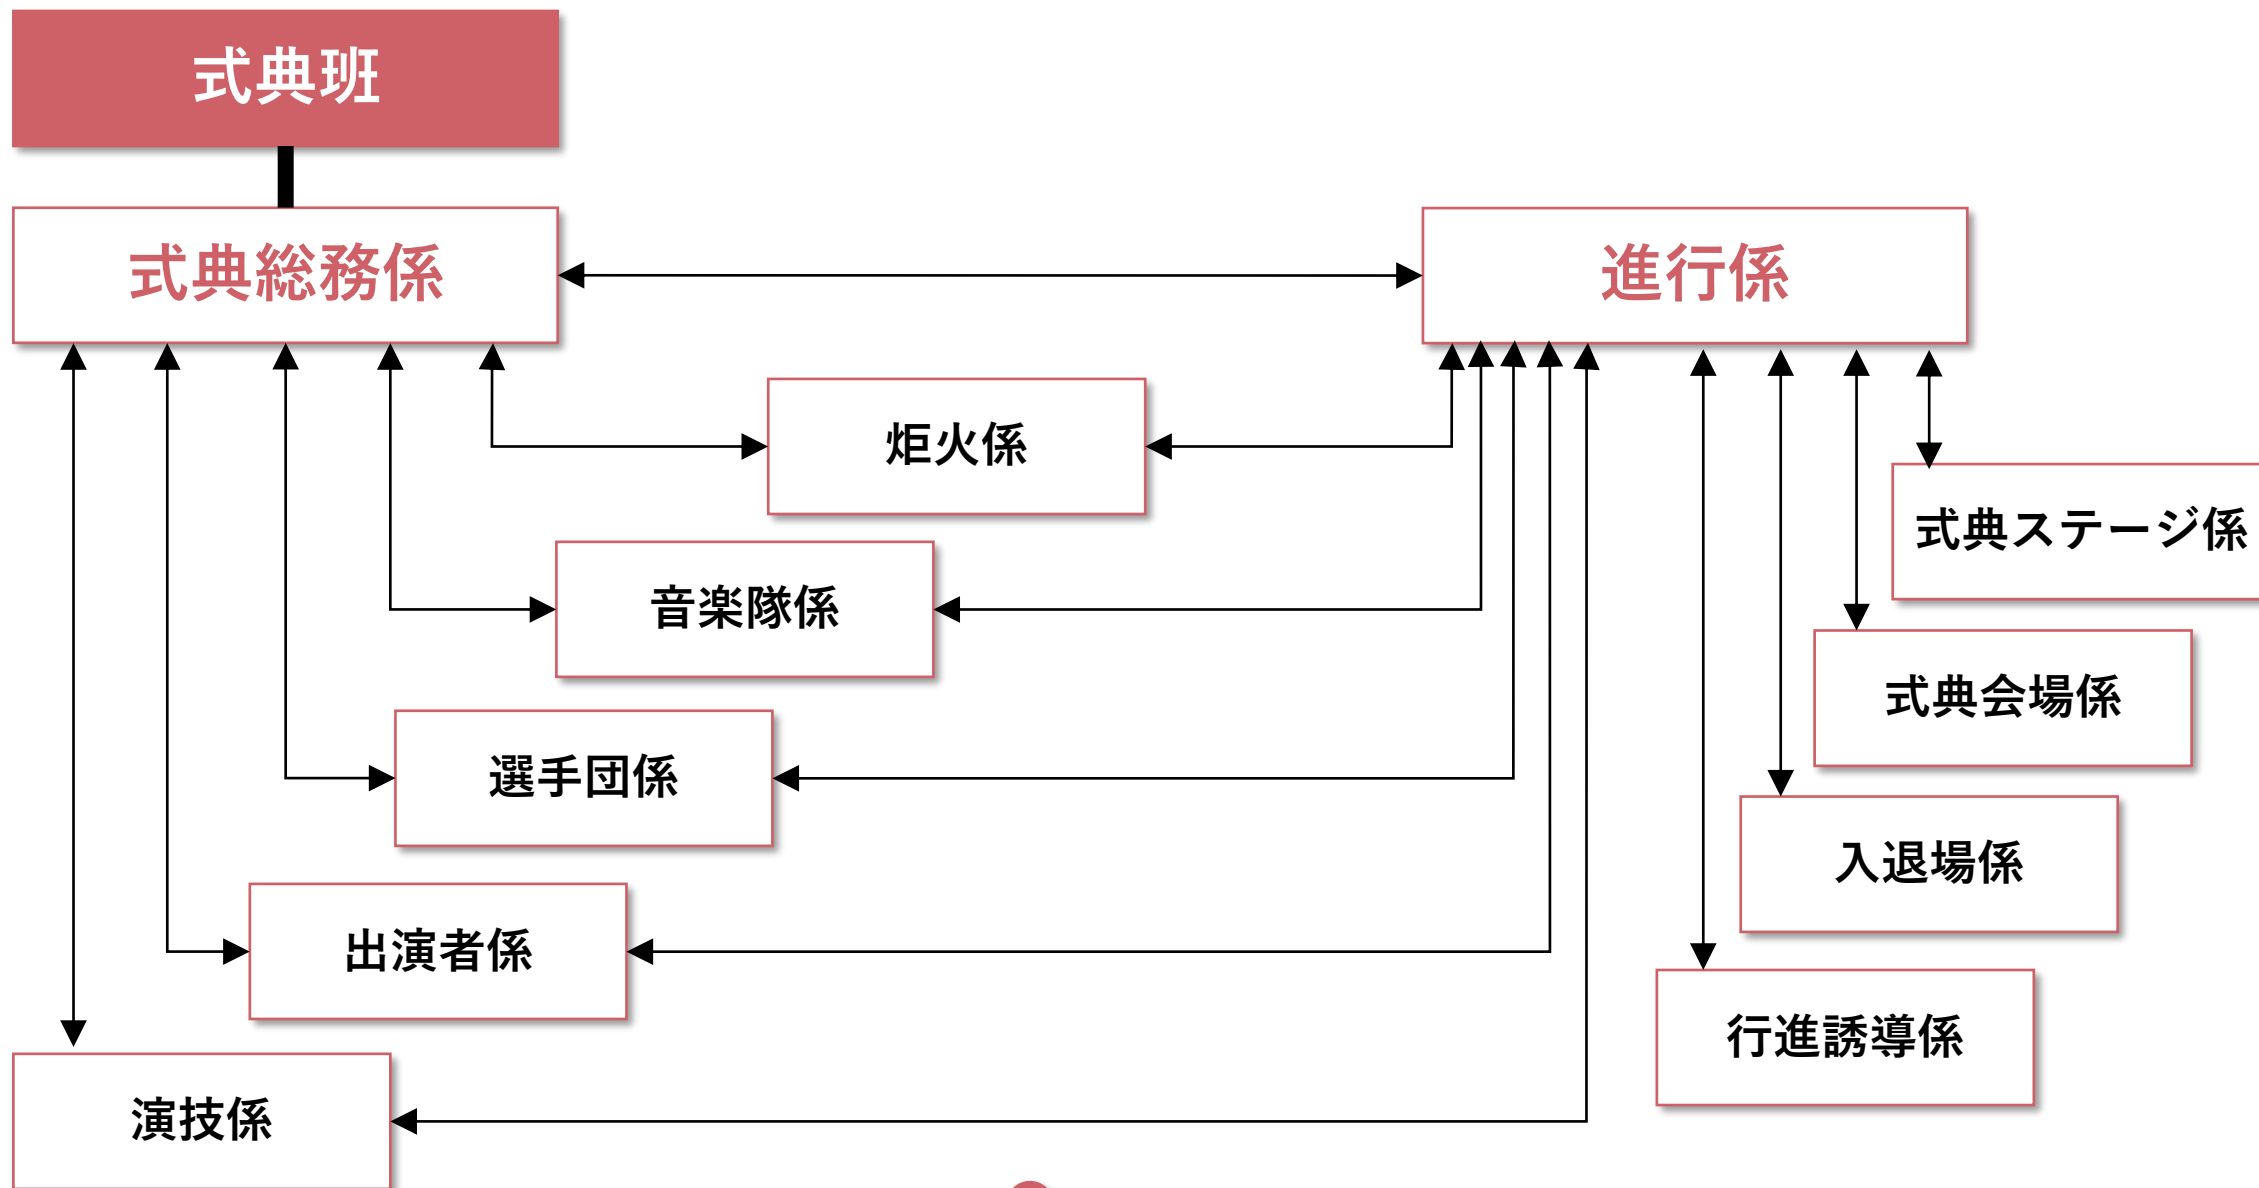 式典班
式典総務係
進行係
炬火係
式典ステージ係
音楽隊係
式典会場係
選手団係
入退場係
出演者係
行進誘導係
演技係